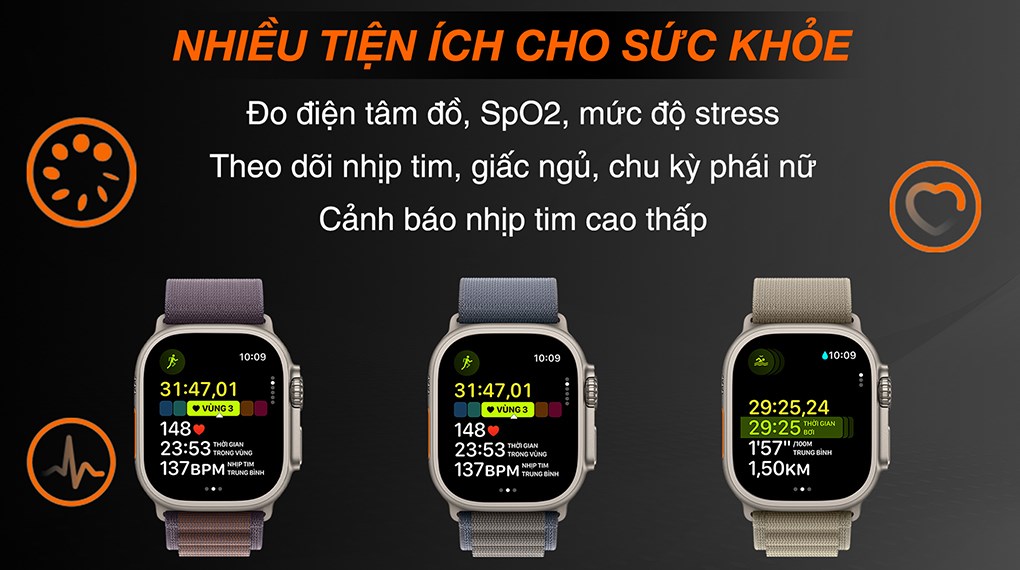 NHIỀU TIỆN ÍCH CHO SỨC KHỎE
Đo điện tâm đồ, SpO2, mức độ stress
Theo dõi nhịp tim, giấc ngủ, chu kỳ phái nữ
Cảnh báo nhịp tim cao thấp
10:09
31:47,01
VÙNG 3
148
23:53 THỜI GIAN TRONG VÙNG
137BPM NHỊP TIM TRUNG BÌNH
10:09
31:47,01
VÙNG 3
148
23:53 THỜI GIAN TRONG VÙNG
137BPM NHỊP TIM TRUNG BÌNH
10:09
29:25,24
29:25 THỜI GIAN BƠI
1'57" /100M TRUNG BÌNH
1,50KM